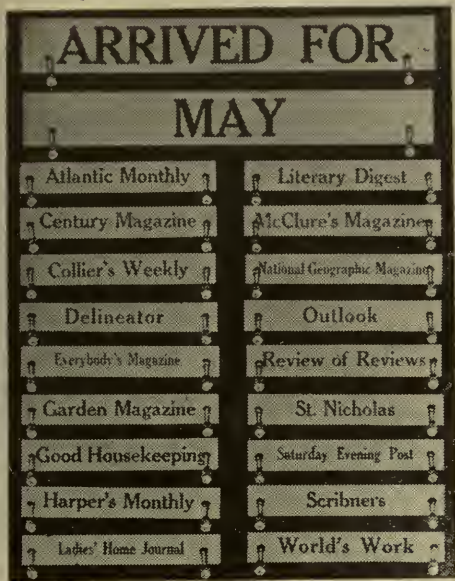 ARRIVED FOR
MAY
Atlantic Monthly
Century Magazine
Collier's Weekly
Delineator
Everybody's Magazine
Garden Magazine
Good Housekeeping
Harper's Monthly
Ladies' Home Journal
Literary Digest
McClure's Magazine
National Geographic Magazine
Outlook
Review of Reviews
St. Nicholas
Saturday Evening Post
Scribners
World's Work